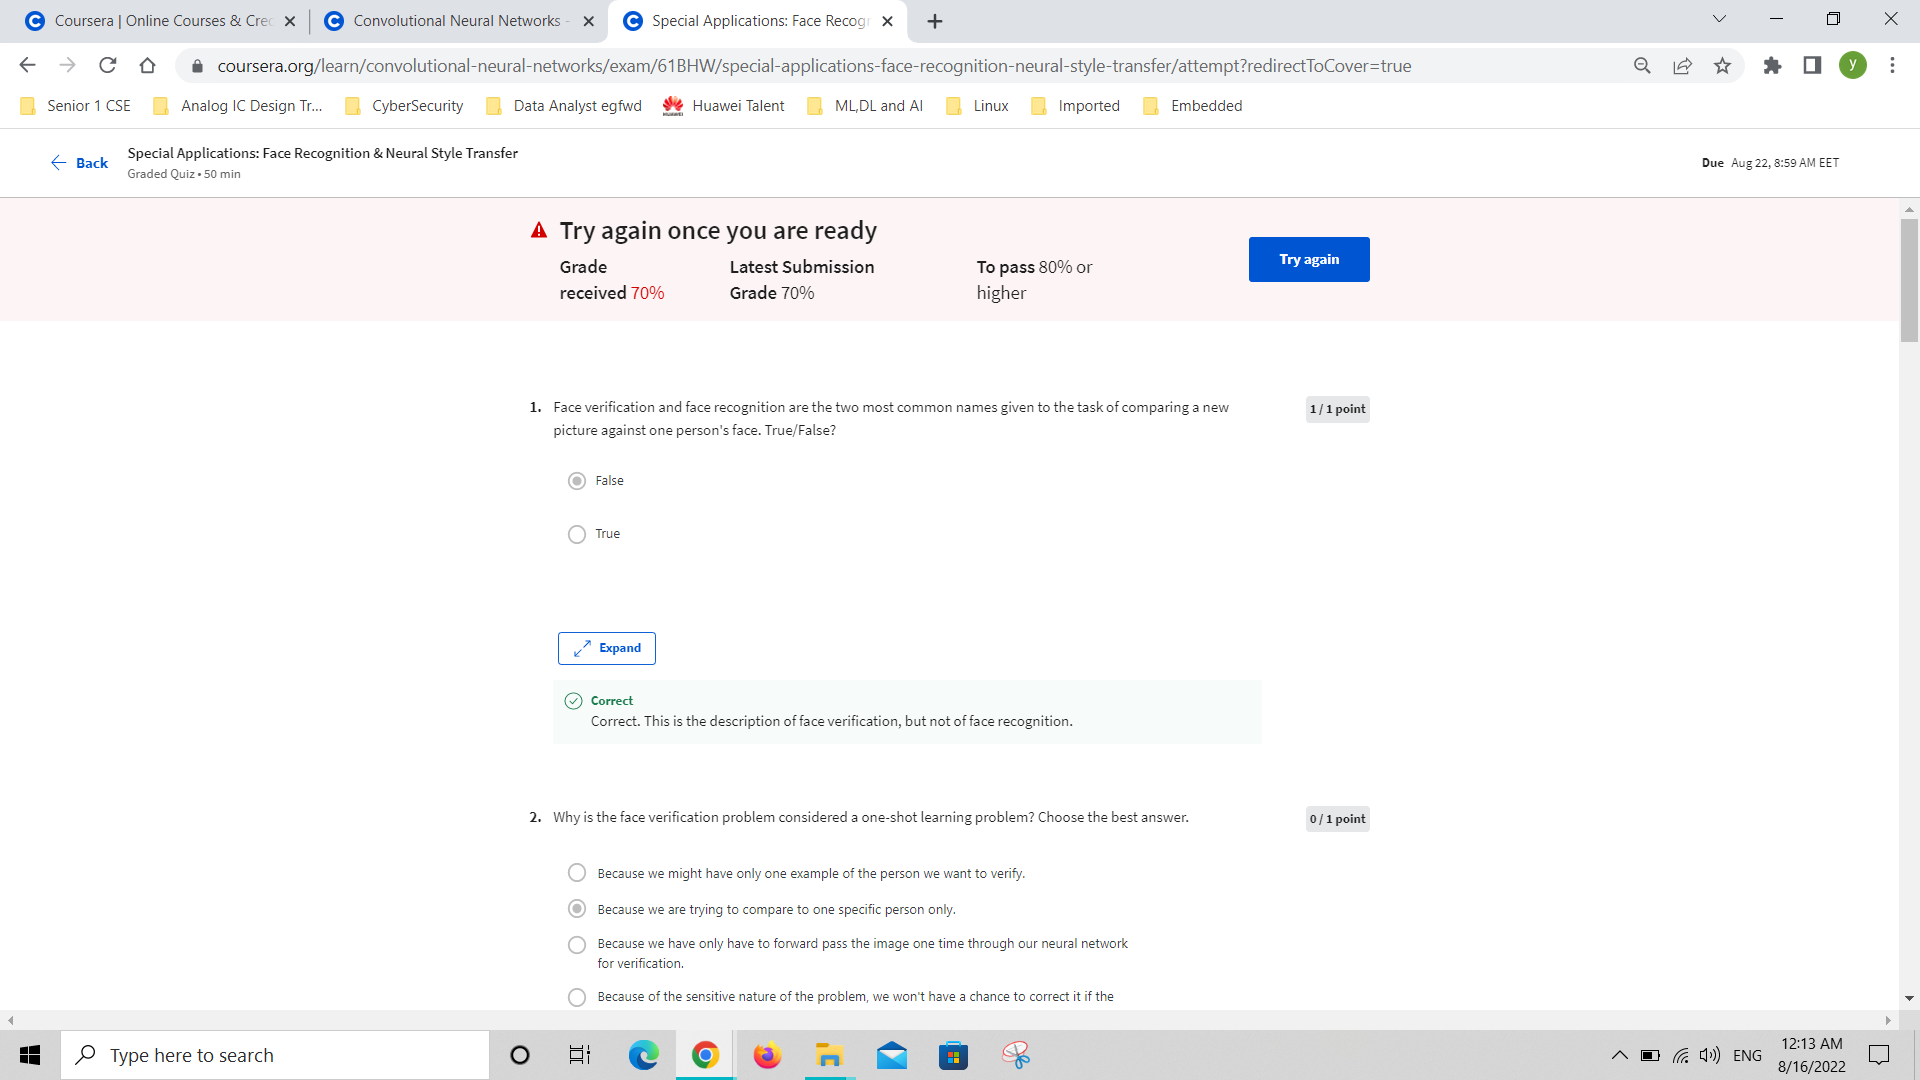 Coursera | Online Courses & Cre
Convolutional Neural Networks -
Special Applications: Face Recogn
coursera.org/learn/convolutional-neural-networks/exam/61BHW/special-applications-face-recognition-neural-style-transfer/attempt?redirectToCover=true
y
Senior 1 CSE
Analog IC Design Tr...
CyberSecurity
Data Analyst egfwd
HUAWEI
Huawei Talent
ML,DL and AI
Linux
Imported
Embedded
Back
Special Applications: Face Recognition & Neural Style Transfer
Graded Quiz • 50 min
Due Aug 22, 8:59 AM EET
Try again once you are ready
Grade
received 70%
Latest Submission
Grade 70%
To pass 80% or
higher
Try again
1. Face verification and face recognition are the two most common names given to the task of comparing a new
picture against one person's face. True/False?
1 / 1 point
False
True
Expand
Correct
Correct. This is the description of face verification, but not of face recognition.
2. Why is the face verification problem considered a one-shot learning problem? Choose the best answer.
0 / 1 point
Because we might have only one example of the person we want to verify.
Because we are trying to compare to one specific person only.
Because we have only have to forward pass the image one time through our neural network
for verification.
Because of the sensitive nature of the problem, we won't have a chance to correct it if the
Type here to search
ENG
12:13 AM
8/16/2022